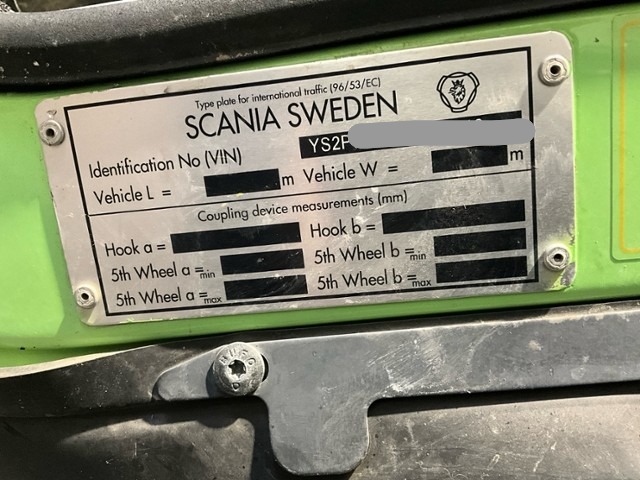 Type plate for international traffic (96/53/EC)
SCANIA SWEDEN
Identification No (VIN) YS2P
Vehicle L = m Vehicle W = m
Coupling device measurements (mm)
Hook a = Hook b =
5th Wheel a =min 5th Wheel b =min
5th Wheel a =max 5th Wheel b =max